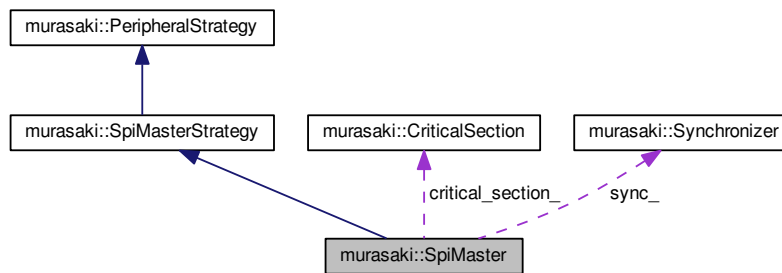 murasaki::PeripheralStrategy
murasaki::SpiMasterStrategy
murasaki::CriticalSection
murasaki::Synchronizer
critical_section_
sync_
murasaki::SpiMaster